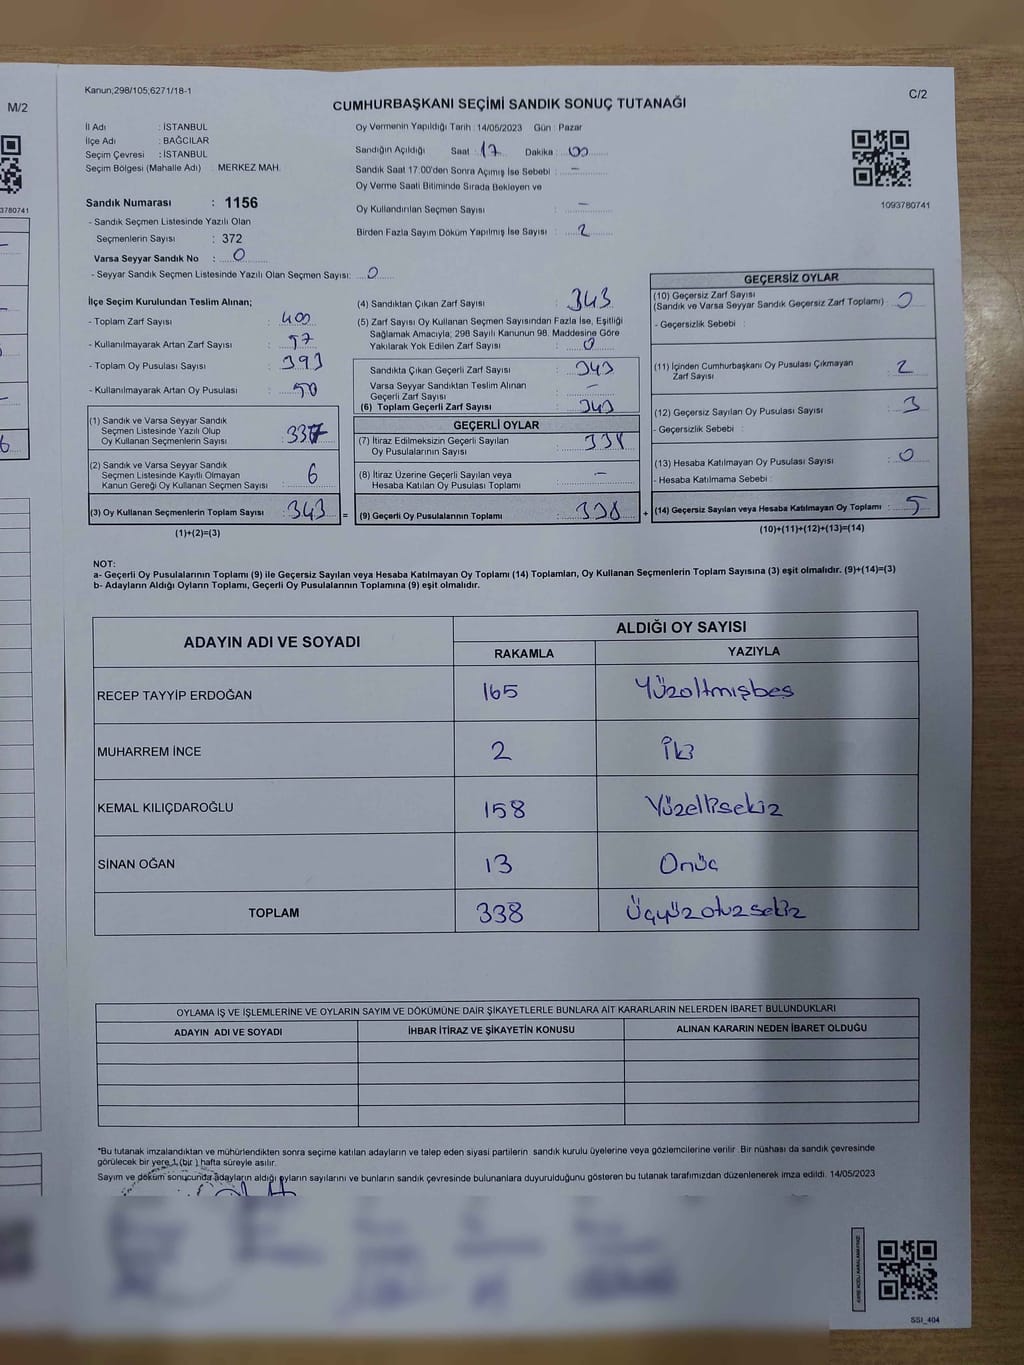 M/2
3780741
Kanun;298/105;6271/18-1
C/2
CUMHURBAŞKANI SEÇİMİ SANDIK SONUÇ TUTANAĞI
İl Adı : İSTANBUL
İlçe Adı : BAĞCILAR
Seçim Çevresi : İSTANBUL
Seçim Bölgesi (Mahalle Adı) : MERKEZ MAH.
Sandık Numarası : 1156
- Sandık Seçmen Listesinde Yazılı Olan
Seçmenlerin Sayısı : 372
Varsa Seyyar Sandık No : 0
- Seyyar Sandık Seçmen Listesinde Yazılı Olan Seçmen Sayısı: 0
Oy Vermenin Yapıldığı Tarih : 14/05/2023 Gün : Pazar
Sandığın Açıldığı Saat : 17 Dakika : 00
Sandık Saat 17:00'den Sonra Açımış İse Sebebi : -
Oy Verme Saati Bitiminde Sırada Bekleyen ve
Oy Kullandırılan Seçmen Sayısı : -
Birden Fazla Sayım Döküm Yapılmış İse Sayısı : 2
1093780741
İlçe Seçim Kurulundan Teslim Alınan;
- Toplam Zarf Sayısı : 400
- Kullanılmayarak Artan Zarf Sayısı : 57
- Toplam Oy Pusulası Sayısı : 393
- Kullanılmayarak Artan Oy Pusulası : 50
(1) Sandık ve Varsa Seyyar Sandık
Seçmen Listesinde Yazılı Olup
Oy Kullanan Seçmenlerin Sayısı : 337
(2) Sandık ve Varsa Seyyar Sandık
Seçmen Listesinde Kayıtlı Olmayan
Kanun Gereği Oy Kullanan Seçmen Sayısı : 6
(3) Oy Kullanan Seçmenlerin Toplam Sayısı : 343 =
(1)+(2)=(3)
(4) Sandıktan Çıkan Zarf Sayısı : 343
(5) Zarf Sayısı Oy Kullanan Seçmen Sayısından Fazla İse, Eşitliği
Sağlamak Amacıyla; 298 Sayılı Kanunun 98. Maddesine Göre
Yakılarak Yok Edilen Zarf Sayısı : 0
Sandıkta Çıkan Geçerli Zarf Sayısı : 343
Varsa Seyyar Sandıktan Teslim Alınan
Geçerli Zarf Sayısı : -
(6) Toplam Geçerli Zarf Sayısı : 343
GEÇERLİ OYLAR
(7) İtiraz Edilmeksizin Geçerli Sayılan
Oy Pusulalarının Sayısı : 338
(8) İtiraz Üzerine Geçerli Sayılan veya
Hesaba Katılan Oy Pusulası Toplamı : -
(9) Geçerli Oy Pusulalarının Toplamı : 338 +
GEÇERSİZ OYLAR
(10) Geçersiz Zarf Sayısı
(Sandık ve Varsa Seyyar Sandık Geçersiz Zarf Toplamı) : 0
- Geçersizlik Sebebi :
(11) İçinden Cumhurbaşkanı Oy Pusulası Çıkmayan
Zarf Sayısı : 2
(12) Geçersiz Sayılan Oy Pusulası Sayısı : 3
- Geçersizlik Sebebi :
(13) Hesaba Katılmayan Oy Pusulası Sayısı : 0
- Hesaba Katılmama Sebebi :
(14) Geçersiz Sayılan veya Hesaba Katılmayan Oy Toplamı : 5
(10)+(11)+(12)+(13)=(14)
NOT:
a- Geçerli Oy Pusulalarının Toplamı (9) ile Geçersiz Sayılan veya Hesaba Katılmayan Oy Toplamı (14) Toplamları, Oy Kullanan Seçmenlerin Toplam Sayısına (3) eşit olmalıdır. (9)+(14)=(3)
b- Adayların Aldığı Oyların Toplamı, Geçerli Oy Pusulalarının Toplamına (9) eşit olmalıdır.
ADAYIN ADI VE SOYADI
ALDIĞI OY SAYISI
RAKAMLA YAZIYLA
RECEP TAYYİP ERDOĞAN 165 Yüzaltmışbeş
MUHARREM İNCE 2 İki
KEMAL KILIÇDAROĞLU 158 Yüzellisekiz
SİNAN OĞAN 13 Onüç
TOPLAM 338 Üçyüzotuzsekiz
OYLAMA İŞ VE İŞLEMLERİNE VE OYLARIN SAYIM VE DÖKÜMÜNE DAİR ŞİKAYETLERLE BUNLARA AİT KARARLARIN NELERDEN İBARET BULUNDUKLARI
ADAYIN ADI VE SOYADI İHBAR İTİRAZ VE ŞİKAYETİN KONUSU ALINAN KARARIN NEDEN İBARET OLDUĞU
*Bu tutanak imzalandıktan ve mühürlendikten sonra seçime katılan adayların ve talep eden siyasi partilerin sandık kurulu üyelerine veya gözlemcilerine verilir. Bir nüshası da sandık çevresinde
görülecek bir yere 1 (bir ) hafta süreyle asılır.
Sayım ve döküm sonucunda adayların aldığı oyların sayılarını ve bunların sandık çevresinde bulunanlara duyurulduğunu gösteren bu tutanak tarafımızdan düzenlenerek imza edildi. 14/05/2023
SSİ_404